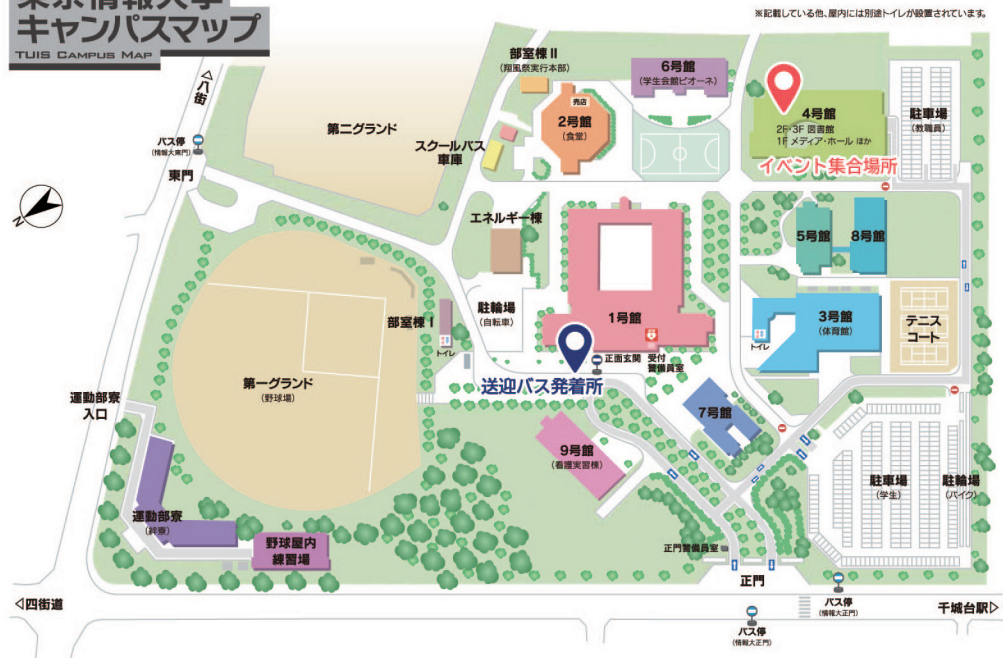 東京情報大学
キャンパスマップ
TUIS CAMPUS MAP
※記載している他、屋内には別途トイレが設置されています。
◁八街
バス停
(情報大東門)
東門
第二グランド
部室棟Ⅱ
(翔風祭実行本部)
スクールバス
車庫
売店
2号館
(食堂)
6号館
(学生会館ピオーネ)
4号館
2F・3F 図書館
1F メディア・ホール ほか
イベント集合場所
駐車場
(教職員)
N
エネルギー棟
5号館
8号館
駐輪場
(自転車)
1号館
3号館
(体育館)
トイレ
テニス
コート
部室棟Ⅰ
トイレ
正面玄関
受付
警備員室
送迎バス発着所
第一グランド
(野球場)
運動部寮
入口
7号館
9号館
(看護実習棟)
駐車場
(学生)
駐輪場
(バイク)
運動部寮
(絆寮)
野球屋内
練習場
正門警備員室
正門
◁四街道
バス停
(情報大正門)
千城台駅▷
バス停
(情報大正門)